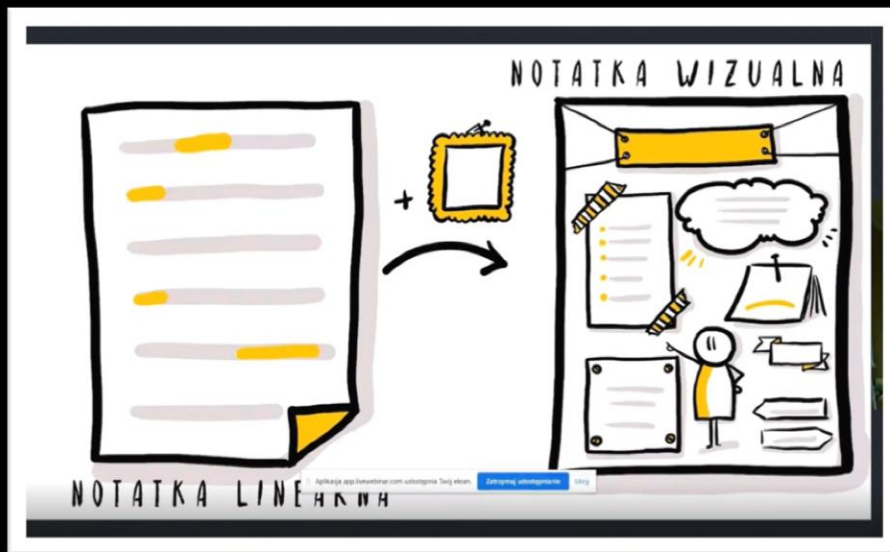 NOTATKA WIZUALNA
+
NOTATKA LINEARNA
Aplikacja app.livewebinar.com udostępnia Twój ekran.
Zatrzymaj udostępnianie
Ukryj